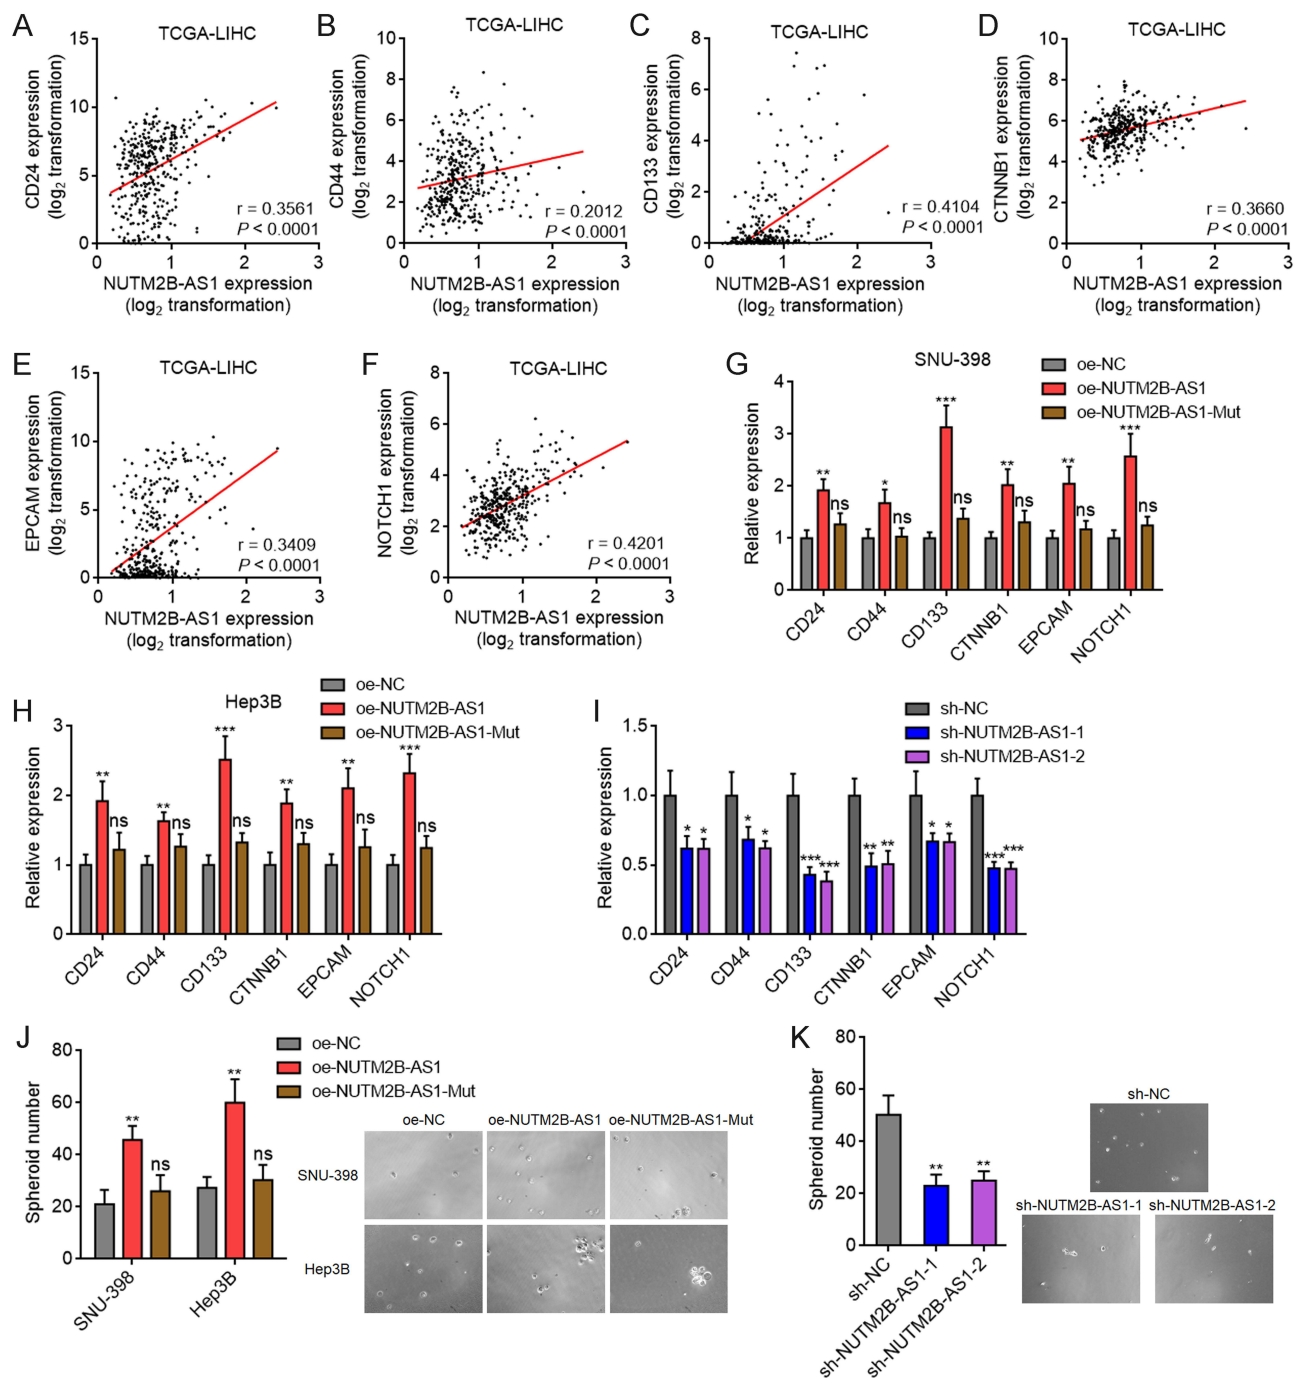 A
TCGA-LIHC
CD24 expression
(log2 transformation)
15
10
5
0
0
1
2
3
r = 0.3561
P < 0.0001
NUTM2B-AS1 expression
(log2 transformation)
B
TCGA-LIHC
CD44 expression
(log2 transformation)
10
8
6
4
2
0
0
1
2
3
r = 0.2012
P < 0.0001
NUTM2B-AS1 expression
(log2 transformation)
C
TCGA-LIHC
CD133 expression
(log2 transformation)
8
6
4
2
0
0
1
2
3
r = 0.4104
P < 0.0001
NUTM2B-AS1 expression
(log2 transformation)
D
TCGA-LIHC
CTNNB1 expression
(log2 transformation)
10
8
6
4
2
0
0
1
2
3
r = 0.3660
P < 0.0001
NUTM2B-AS1 expression
(log2 transformation)
E
TCGA-LIHC
EPCAM expression
(log2 transformation)
15
10
5
0
0
1
2
3
r = 0.3409
P < 0.0001
NUTM2B-AS1 expression
(log2 transformation)
F
TCGA-LIHC
NOTCH1 expression
(log2 transformation)
8
6
4
2
0
0
1
2
3
r = 0.4201
P < 0.0001
NUTM2B-AS1 expression
(log2 transformation)
G
SNU-398
oe-NC
oe-NUTM2B-AS1
oe-NUTM2B-AS1-Mut
Relative expression
4
3
2
1
0
** ns
* ns
*** ns
** ns
** ns
*** ns
CD24
CD44
CD133
CTNNB1
EPCAM
NOTCH1
H
Hep3B
oe-NC
oe-NUTM2B-AS1
oe-NUTM2B-AS1-Mut
Relative expression
3
2
1
0
** ns
** ns
*** ns
** ns
** ns
*** ns
CD24
CD44
CD133
CTNNB1
EPCAM
NOTCH1
I
sh-NC
sh-NUTM2B-AS1-1
sh-NUTM2B-AS1-2
Relative expression
1.5
1.0
0.5
0.0
* *
* *
*** ***
** **
* *
*** ***
CD24
CD44
CD133
CTNNB1
EPCAM
NOTCH1
J
oe-NC
oe-NUTM2B-AS1
oe-NUTM2B-AS1-Mut
Spheroid number
80
60
40
20
0
** ns
** ns
SNU-398
Hep3B
oe-NC
oe-NUTM2B-AS1
oe-NUTM2B-AS1-Mut
SNU-398
Hep3B
K
Spheroid number
80
60
40
20
0
** **
sh-NC
sh-NUTM2B-AS1-1
sh-NUTM2B-AS1-2
sh-NC
sh-NUTM2B-AS1-1
sh-NUTM2B-AS1-2